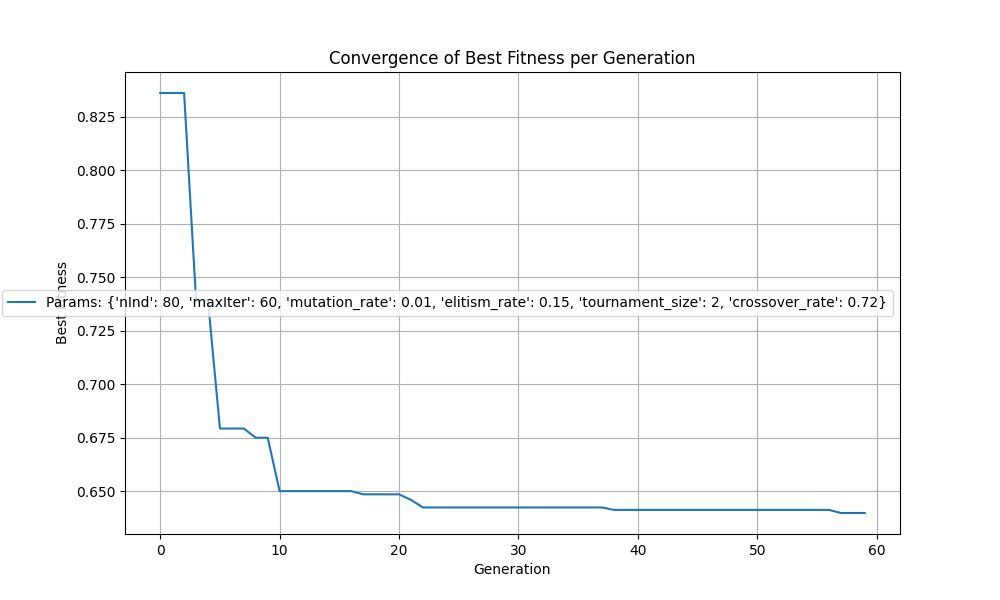 Convergence of Best Fitness per Generation
0.825
0.800
0.775
0.750
0.725
0.700
0.675
0.650
Best Fitness
Params: {'nInd': 80, 'maxIter': 60, 'mutation_rate': 0.01, 'elitism_rate': 0.15, 'tournament_size': 2, 'crossover_rate': 0.72}
0 10 20 30 40 50 60
Generation